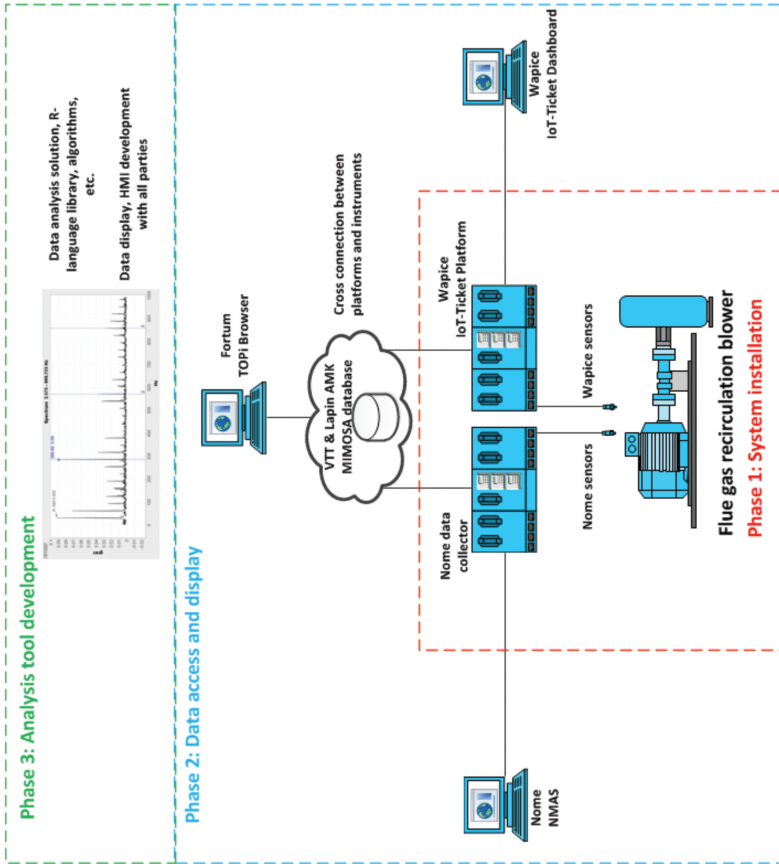 Phase 3: Analysis tool development
Data analysis solution, R-
language library, algorithms,
etc.
Data display, HMI development
with all parties
Phase 2: Data access and display
Fortum
TOPi Browser
VTT & Lapin AMK
MIMOSA database
Cross connection between
platforms and instruments
Nome data
collector
Wapice
IoT-Ticket Platform
Nome
NMAS
Wapice
IoT-Ticket Dashboard
Nome sensors
Wapice sensors
Flue gas recirculation blower
Phase 1: System installation